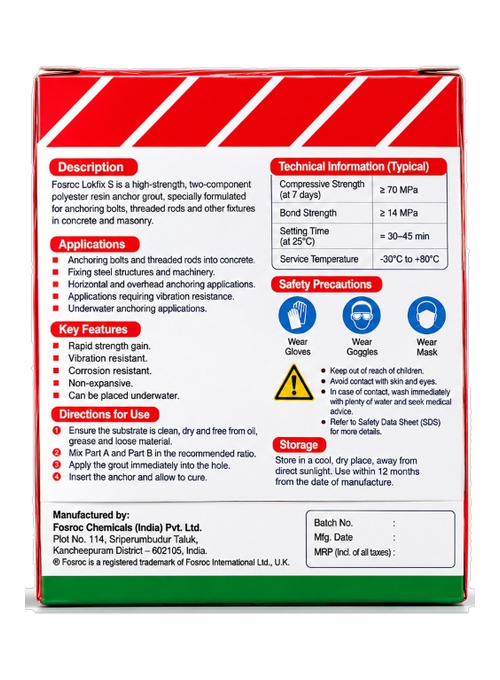 Description
Fosroc Lokfix S is a high-strength, two-component
polyester resin anchor grout, specially formulated
for anchoring bolts, threaded rods and other fixtures
in concrete and masonry.
Applications
Anchoring bolts and threaded rods into concrete.
Fixing steel structures and machinery.
Horizontal and overhead anchoring applications.
Applications requiring vibration resistance.
Underwater anchoring applications.
Key Features
Rapid strength gain.
Vibration resistant.
Corrosion resistant.
Non-expansive.
Can be placed underwater.
Directions for Use
1 Ensure the substrate is clean, dry and free from oil,
grease and loose material.
2 Mix Part A and Part B in the recommended ratio.
3 Apply the grout immediately into the hole.
4 Insert the anchor and allow to cure.
Technical Information (Typical)
Compressive Strength
(at 7 days) ≥ 70 MPa
Bond Strength ≥ 14 MPa
Setting Time
(at 25°C) = 30–45 min
Service Temperature -30°C to +80°C
Safety Precautions
Wear Gloves
Wear Goggles
Wear Mask
Keep out of reach of children.
Avoid contact with skin and eyes.
In case of contact, wash immediately
with plenty of water and seek medical
advice.
Refer to Safety Data Sheet (SDS)
for more details.
Storage
Store in a cool, dry place, away from
direct sunlight. Use within 12 months
from the date of manufacture.
Manufactured by:
Fosroc Chemicals (India) Pvt. Ltd.
Plot No. 114, Sriperumbudur Taluk,
Kancheepuram District – 602105, India.
® Fosroc is a registered trademark of Fosroc International Ltd., U.K.
Batch No. :
Mfg. Date :
MRP (Incl. of all taxes) :